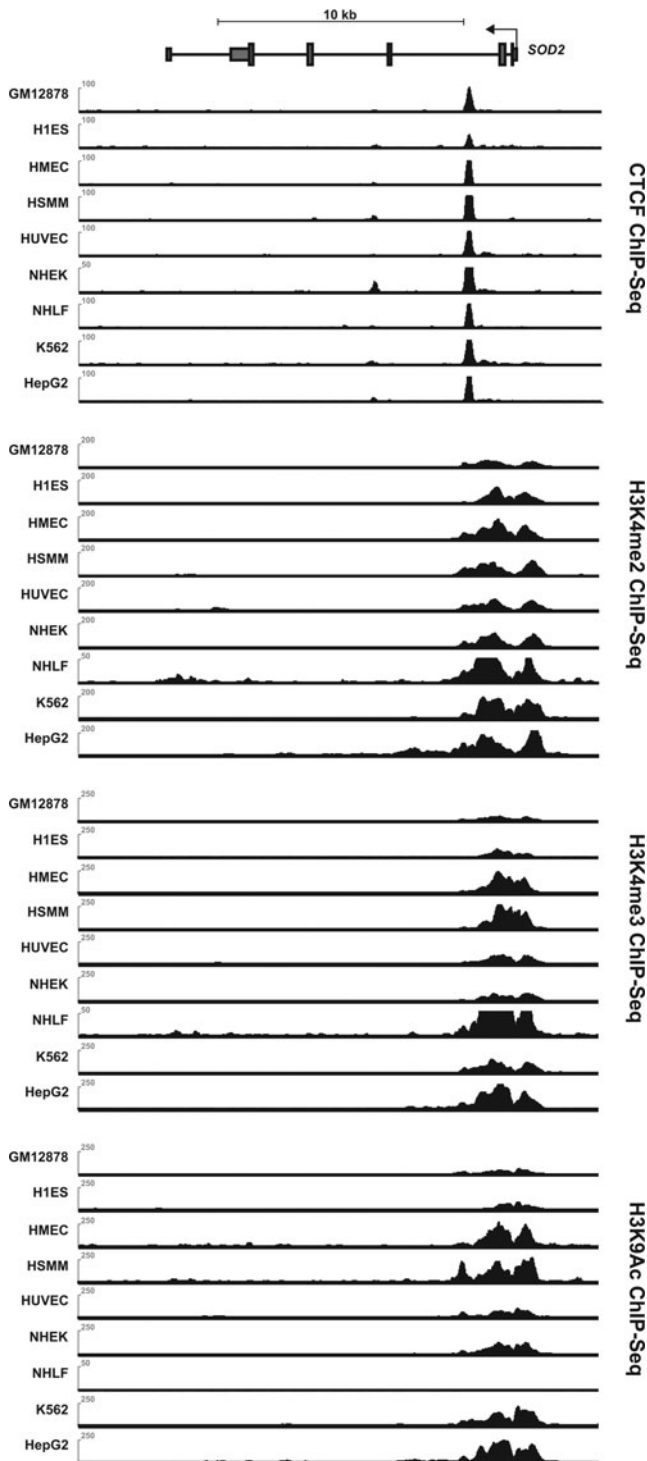 10 kb
SOD2
CTCF ChIP-Seq
GM12878
100
H1ES
100
HMEC
100
HSMM
100
HUVEC
100
NHEK
50
NHLF
100
K562
100
HepG2
100
H3K4me2 ChIP-Seq
GM12878
200
H1ES
200
HMEC
200
HSMM
200
HUVEC
200
NHEK
200
NHLF
50
K562
200
HepG2
200
H3K4me3 ChIP-Seq
GM12878
250
H1ES
250
HMEC
250
HSMM
250
HUVEC
250
NHEK
250
NHLF
50
K562
250
HepG2
250
H3K9Ac ChIP-Seq
GM12878
250
H1ES
250
HMEC
250
HSMM
250
HUVEC
250
NHEK
250
NHLF
50
K562
250
HepG2
250